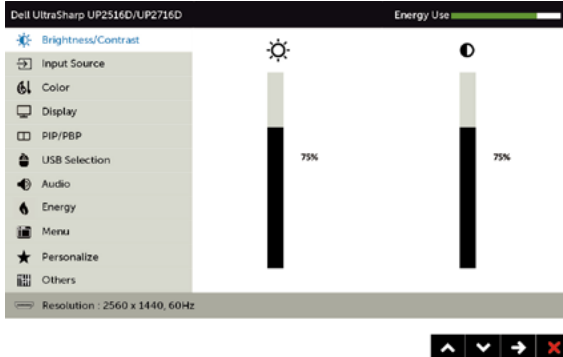 Dell UltraSharp UP2516D/UP2716D Energy Use
Brightness/Contrast
Input Source
Color
Display
PIP/PBP
USB Selection
Audio
Energy
Menu
Personalize
Others
75% 75%
Resolution : 2560 x 1440, 60Hz